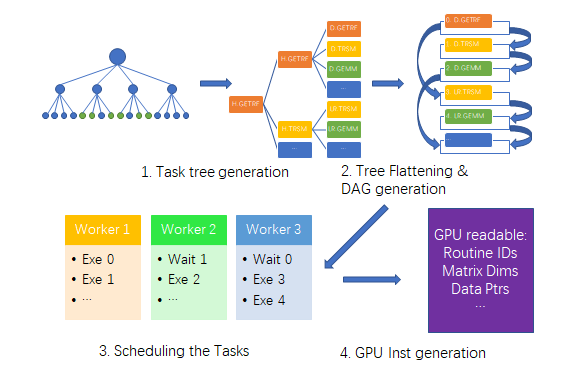 D.GETRF
D.TRSM
D.GEMM
...
H.GETRF
H.GETRF
LR.TRSM
LR.GEMM
...
H.TRSM
...
0. D.GETRF
1. D.TRSM
2. D.GEMM
3. LR.TRSM
4. LR.GEMM
...
1. Task tree generation
2. Tree Flattening &
DAG generation
Worker 1
• Exe 0
• Exe 1
• ...
Worker 2
• Wait 1
• Exe 2
• ...
Worker 3
• Wait 0
• Exe 3
• Exe 4
GPU readable:
Routine IDs
Matrix Dims
Data Ptrs
...
3. Scheduling the Tasks
4. GPU Inst generation